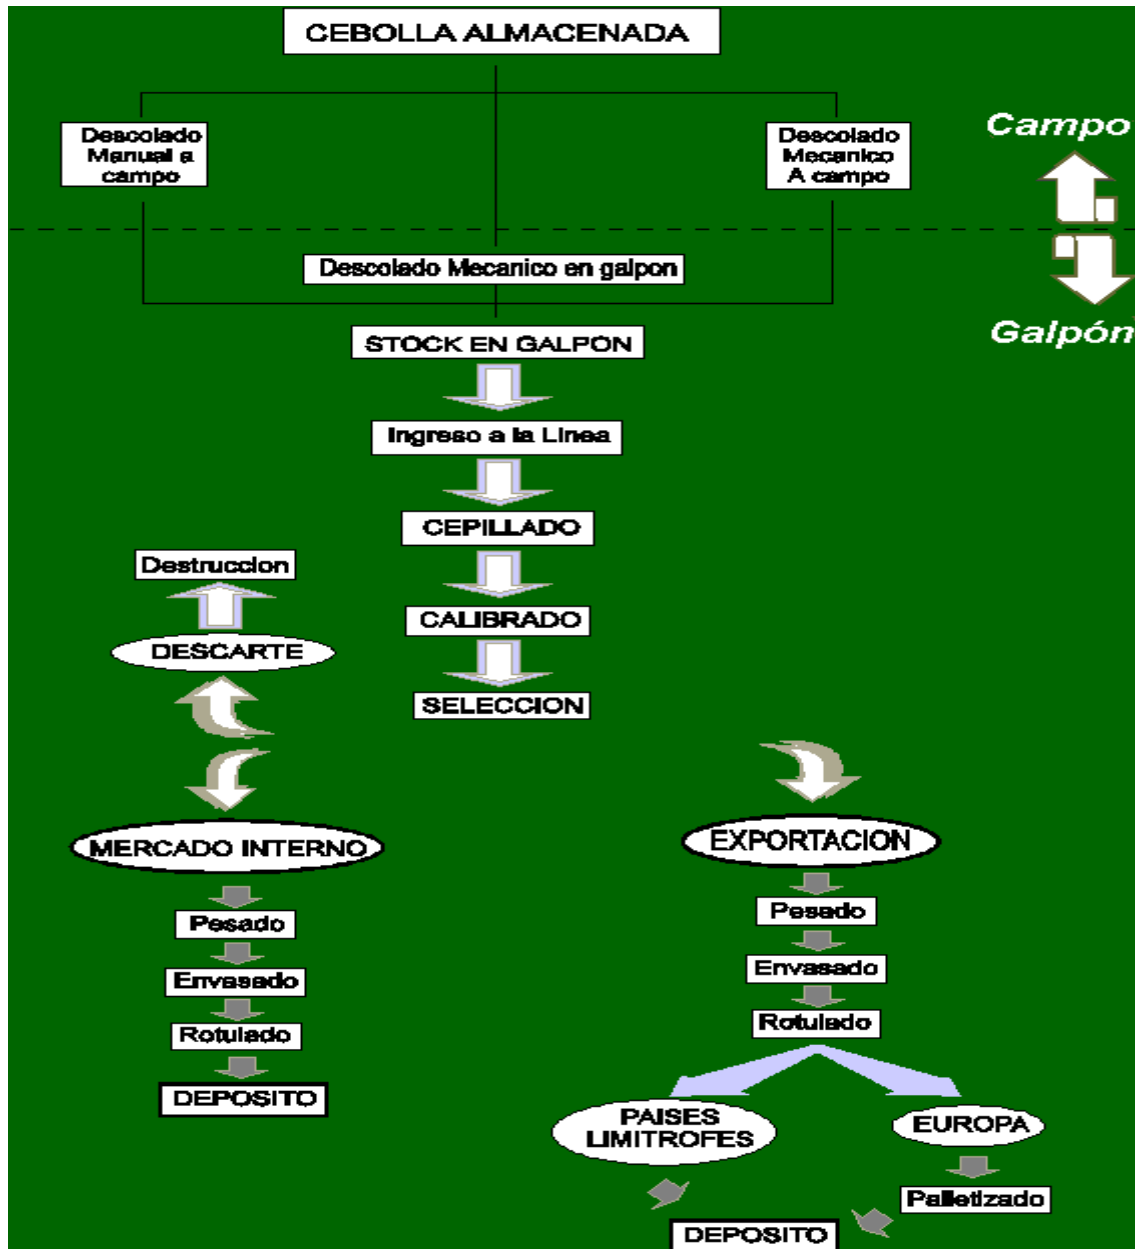 CEBOLLA ALMACENADA
Descolado
Manual a
campo
Descolado
Mecanico
A campo
Campo
Descolado Mecanico en galpon
Galpón
STOCK EN GALPON
Ingreso a la Linea
CEPILLADO
Destruccion
CALIBRADO
DESCARTE
SELECCION
MERCADO INTERNO
EXPORTACION
Pesado
Pesado
Envasado
Envasado
Rotulado
Rotulado
DEPOSITO
PAISES
LIMITROFES
EUROPA
Palletizado
DEPOSITO